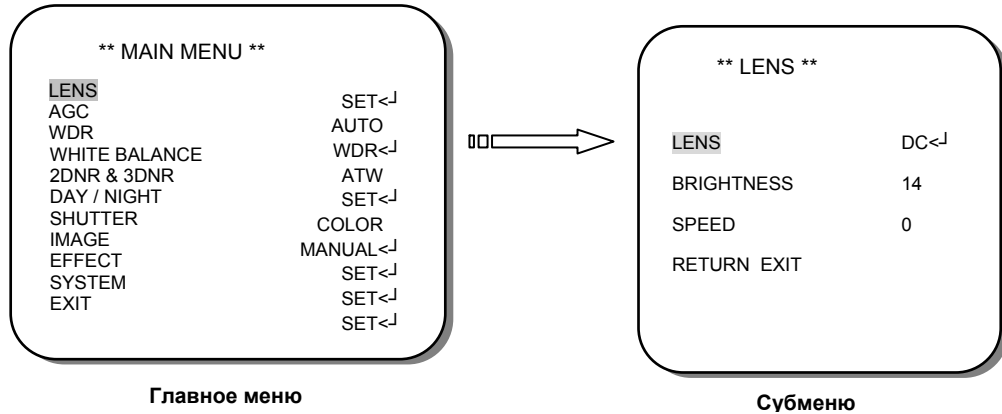 ** MAIN MENU **
LENS SET<┘
AGC AUTO
WDR WDR<┘
WHITE BALANCE ATW
2DNR & 3DNR SET<┘
DAY / NIGHT COLOR
SHUTTER MANUAL<┘
IMAGE SET<┘
EFFECT SET<┘
SYSTEM SET<┘
EXIT
Главное меню
** LENS **
LENS DC<┘
BRIGHTNESS 14
SPEED 0
RETURN EXIT
Субменю